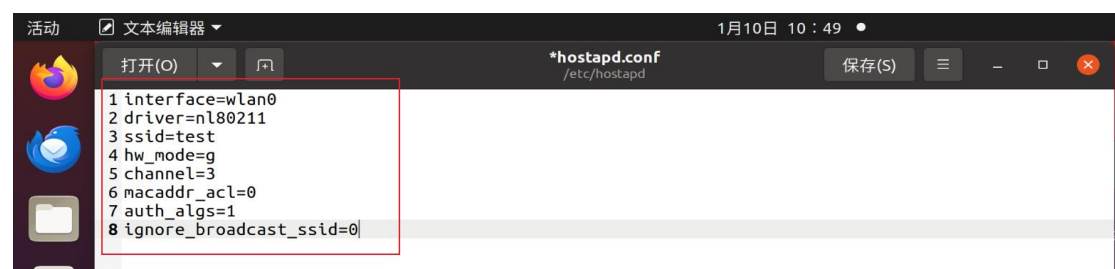 活动 文本编辑器 1月10日 10：49
打开(O) *hostapd.conf 保存(S)
/etc/hostapd
1 interface=wlan0
2 driver=nl80211
3 ssid=test
4 hw_mode=g
5 channel=3
6 macaddr_acl=0
7 auth_algs=1
8 ignore_broadcast_ssid=0